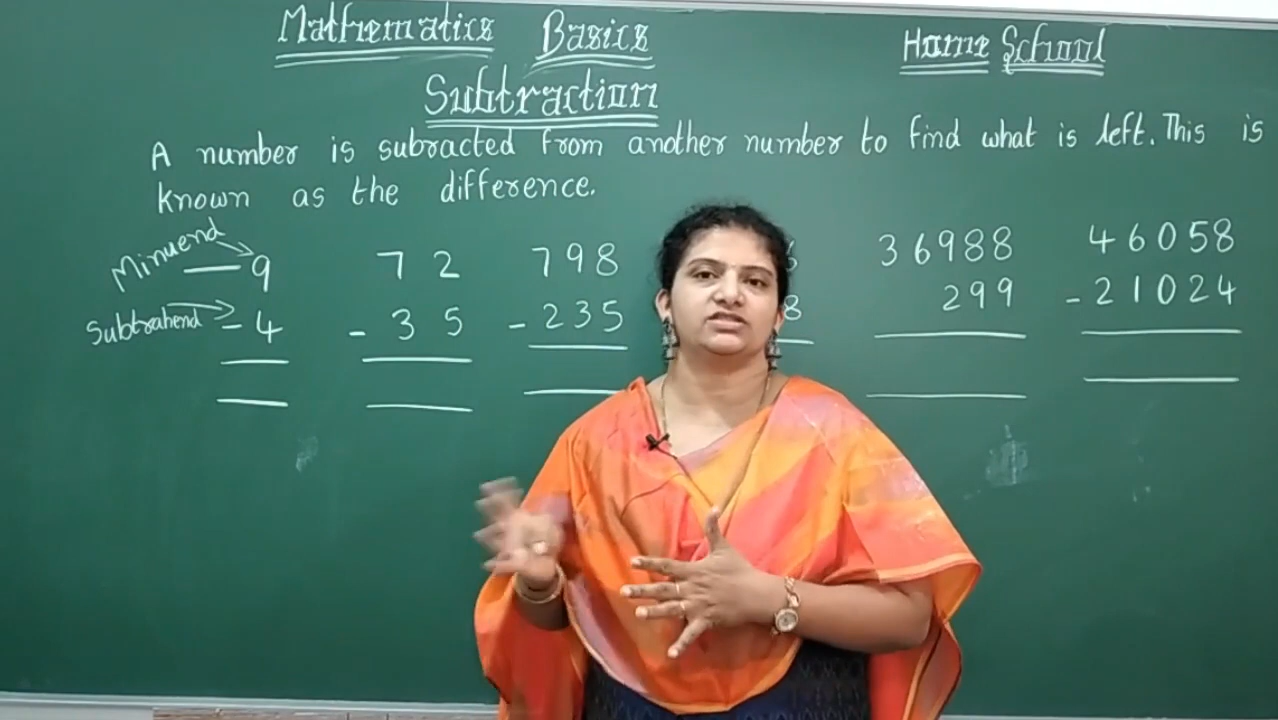 Mathematics Basics Home School
Subtraction
A number is subracted from another number to find what is left. This is
known as the difference.
Minuend 9 72 798 36988 46058
Subtrahend - 4 - 35 - 235 8 299 - 21024